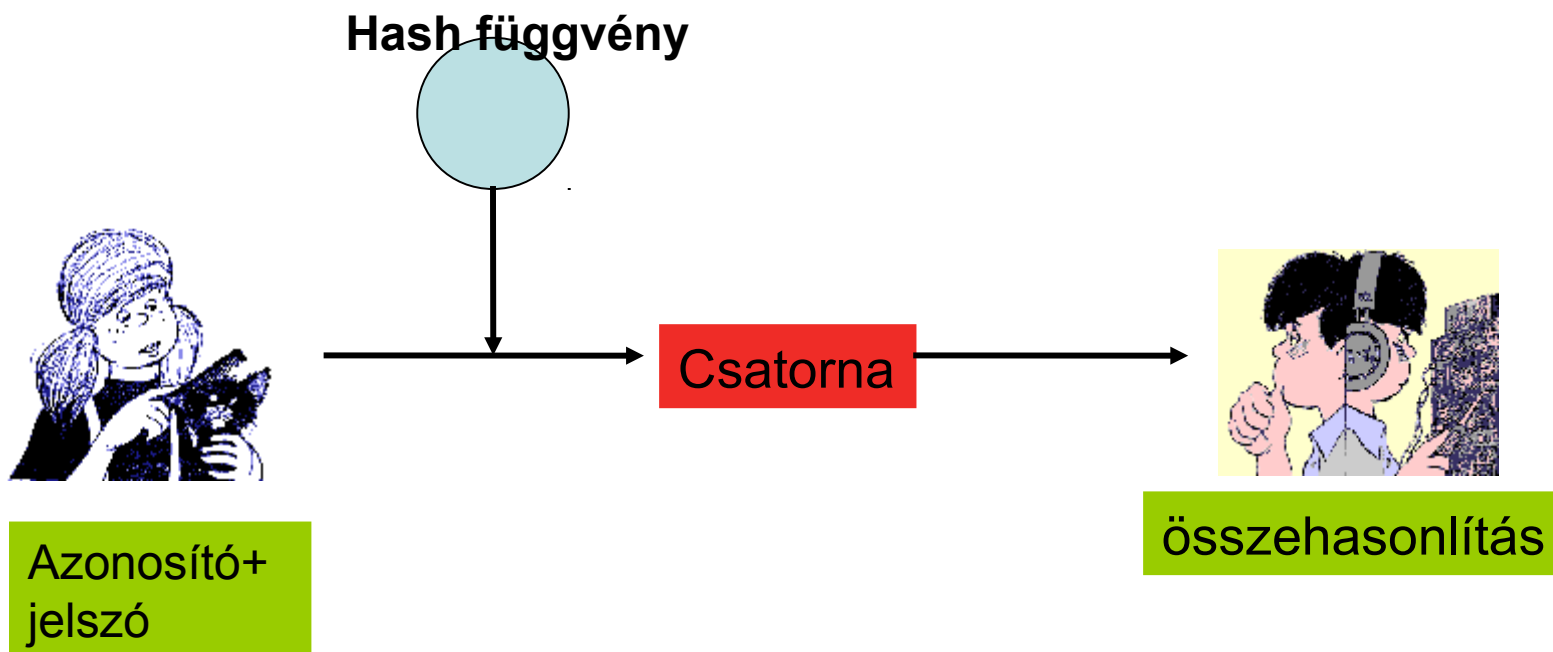 Hash függvény
Csatorna
összehasonlítás
Azonosító+
jelszó